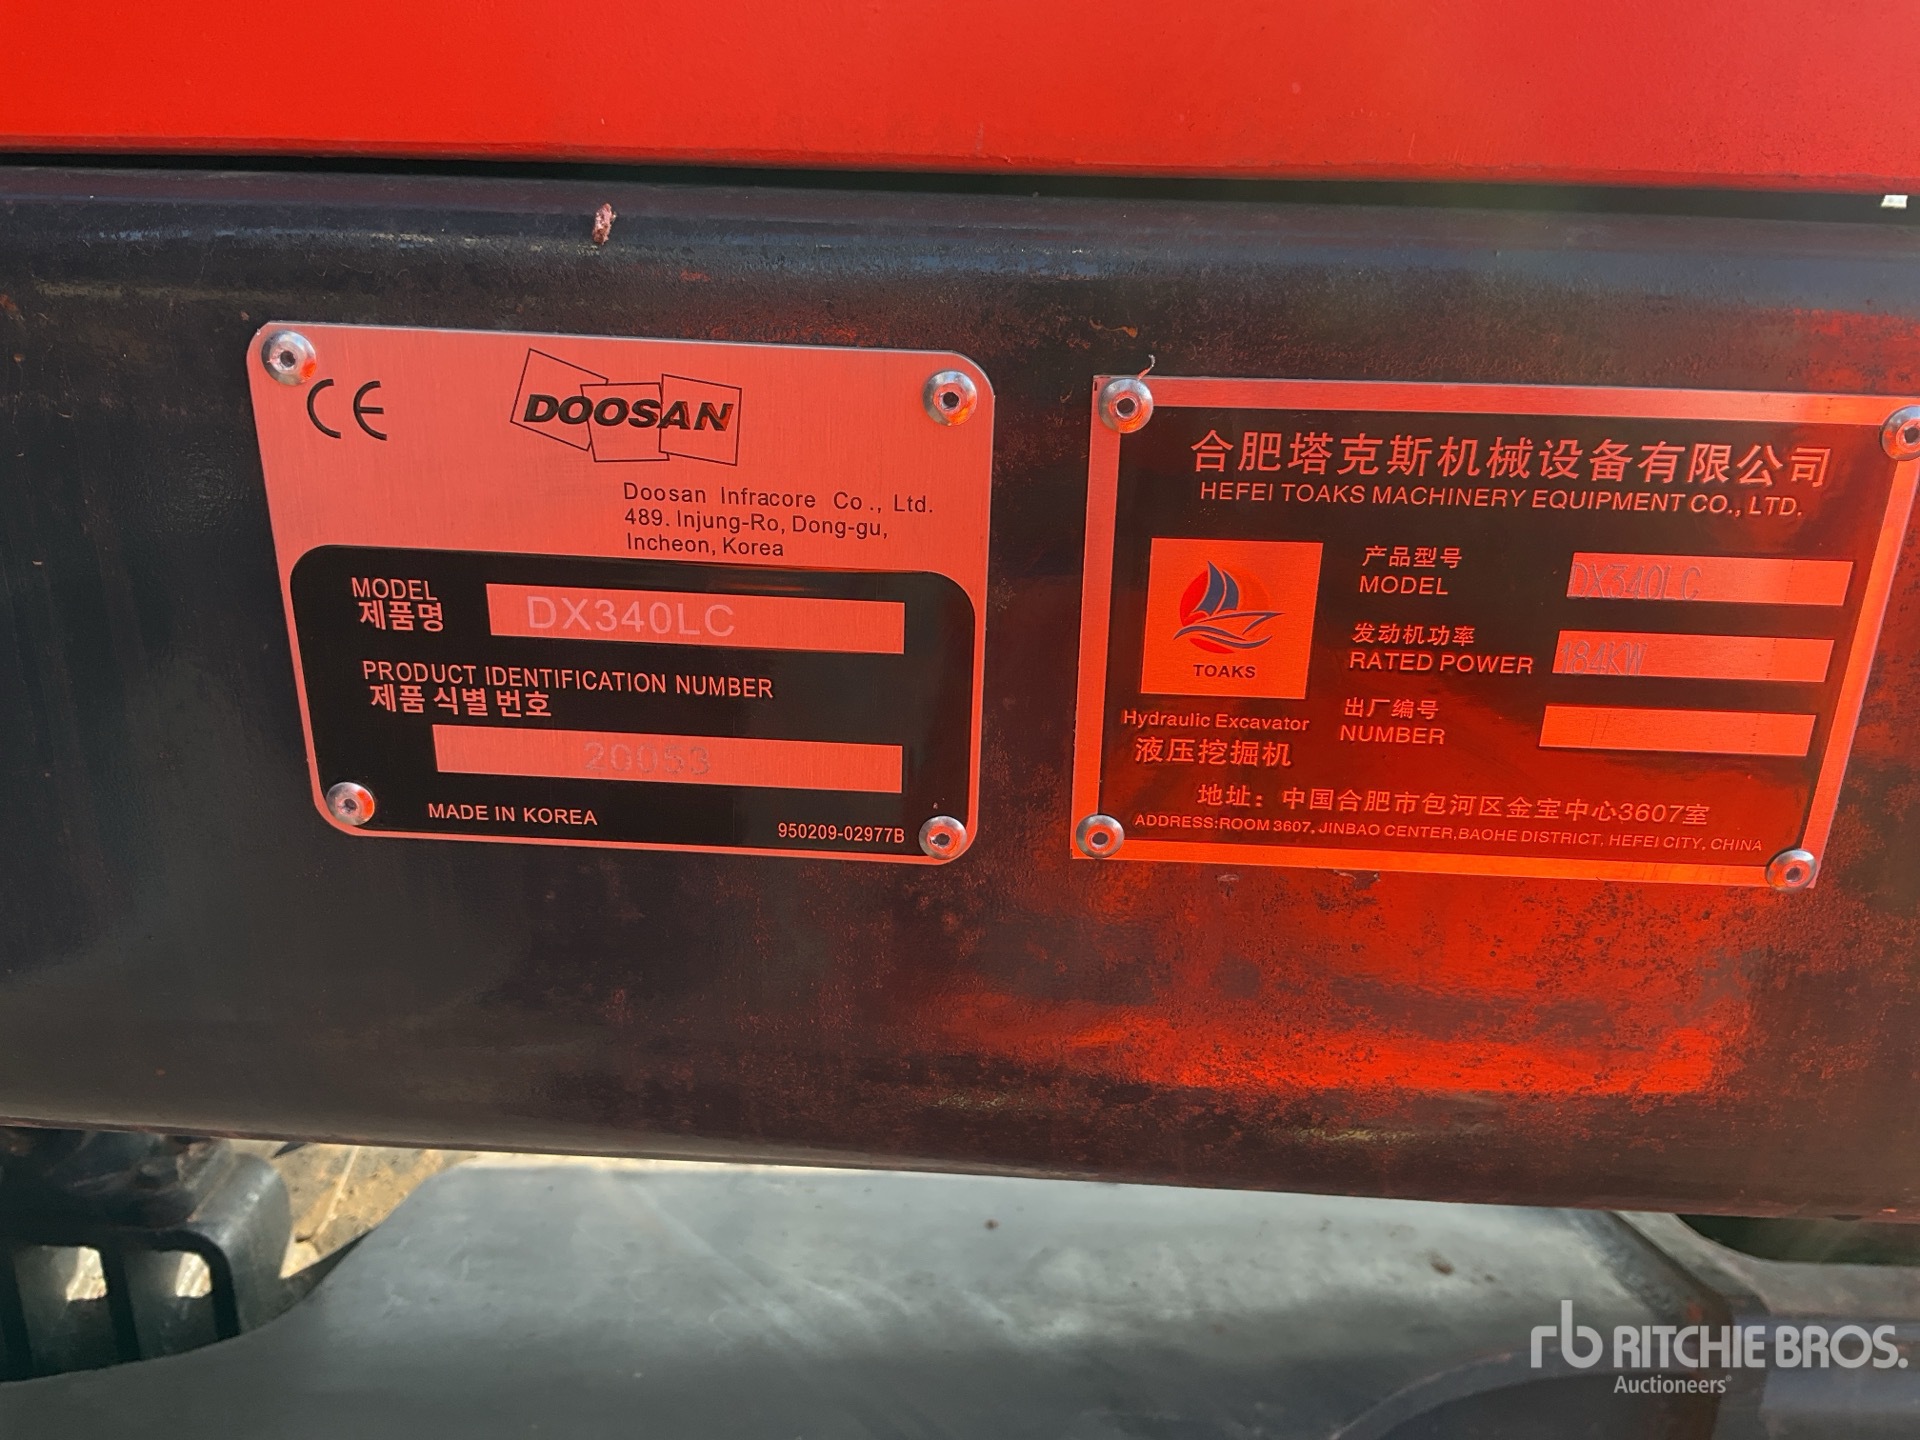 CE
DOOSAN
Doosan Infracore Co., Ltd.
489. Injung-Ro, Dong-gu,
Incheon, Korea
MODEL
제품명
DX340LC
PRODUCT IDENTIFICATION NUMBER
제품 식별 번호
20053
MADE IN KOREA
950209-02977B
合肥塔克斯机械设备有限公司
HEFEI TOAKS MACHINERY EQUIPMENT CO., LTD.
TOAKS
Hydraulic Excavator
液压挖掘机
产品型号
MODEL
DX340LC
发动机功率
RATED POWER
184KW
出厂编号
NUMBER
地址：中国合肥市包河区金宝中心3607室
ADDRESS:ROOM 3607, JINBAO CENTER,BAOHE DISTRICT, HEFEI CITY, CHINA
rb RITCHIE BROS.
Auctioneers®